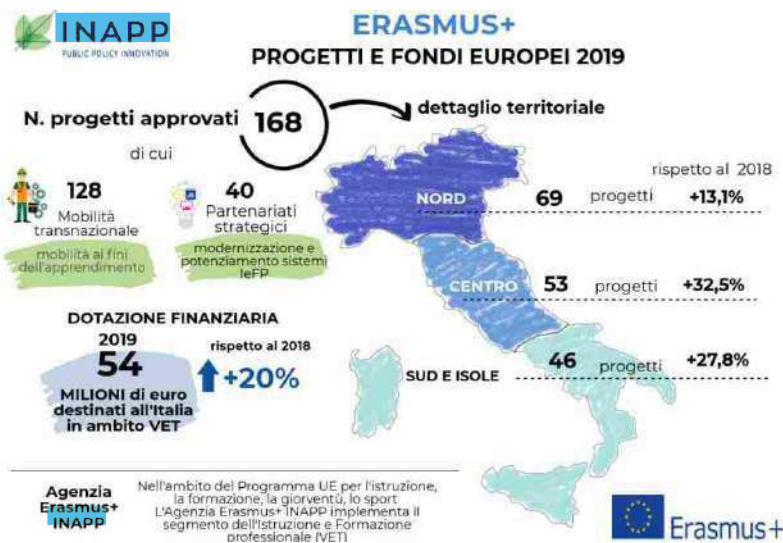 INAPP
PUBLIC POLICY INNOVATION
ERASMUS+
PROGETTI E FONDI EUROPEI 2019
N. progetti approvati
168
dettaglio territoriale
di cui
128
Mobilità
transnazionale
mobilità ai fini
dell'apprendimento
40
Partenariati
strategici
modernizzazione e
potenziamento sistemi
IeFP
rispetto al 2018
NORD
69 progetti +13,1%
CENTRO
53 progetti +32,5%
SUD E ISOLE
46 progetti +27,8%
DOTAZIONE FINANZIARIA
2019
54
MILIONI di euro
destinati all'Italia
in ambito VET
rispetto al 2018
+20%
Agenzia
Erasmus+
INAPP
Nell'ambito del Programma UE per l'istruzione,
la formazione, la giorventù, lo sport
L'Agenzia Erasmus+ INAPP implementa il
segmento dell'Istruzione e Formazione
professionale (VET)
Erasmus+